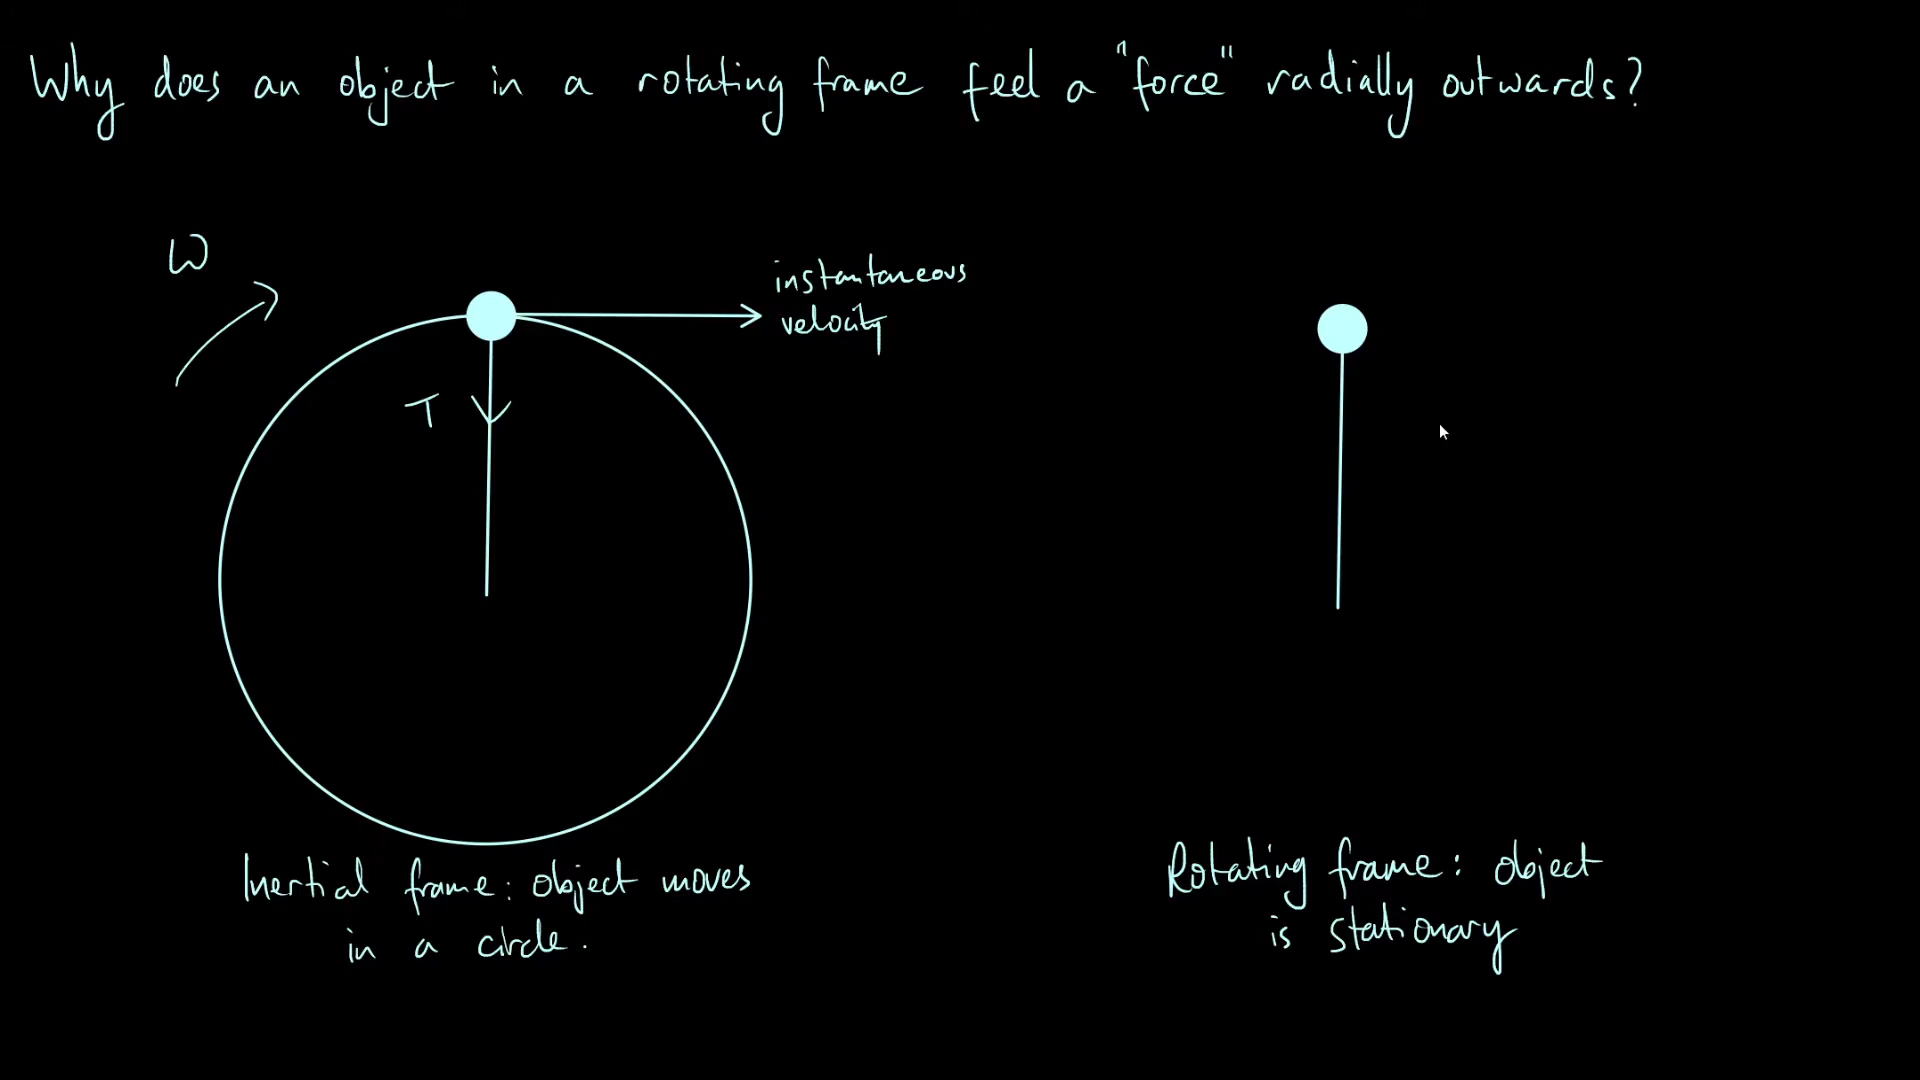 Why does an object in a rotating frame feel a "force" radially outwards?
ω
instantaneous
velocity
T
Inertial frame: object moves
in a circle.
Rotating frame: object
is stationary